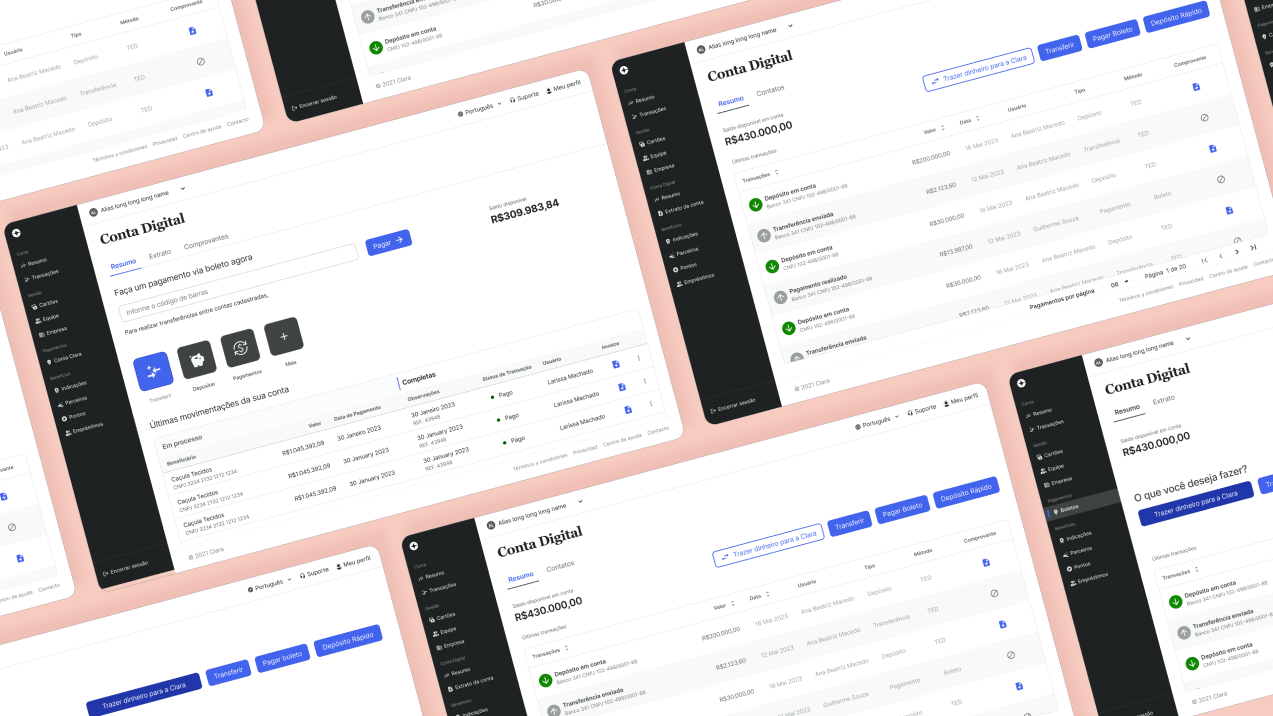 Usuário Tipo Método Comprovante
Ana Beatriz Macedo Depósito TED
Ana Beatriz Macedo Transferência TED
Ana Beatriz Macedo Depósito TED
Términos y condiciones Privacidad Centro de ayuda Contacto
Transferência enviada
Banco 341 CNPJ 102-498/0001-88
Depósito em conta
CNPJ 102-498/0001-88
© 2021 Clara
Encerrar sessão
Português Suporte Meu perfil
Alias long long long name
Conta Digital
Resumo Extrato Comprovantes
Saldo disponível
R$309.983,84
Faça um pagamento via boleto agora
Informe o código de barras
Pagar
Para realizar transferências entre contas cadastradas.
Transferir Depositar Pagamentos Mais
Últimas movimentações da sua conta
Em processo Completas
Beneficiário Valor Data de Pagamento Observações Status de Transação Usuário Invoice
Caçula Tecidos R$1.045.392,09 30 Janeiro 2023 30 Janeiro 2023 Pago Larissa Machado
CNPJ 3234 2132 1212 1234 REF. 43948
Caçula Tecidos R$1.045.392,09 30 January 2023 30 January 2023 Pago Larissa Machado
CNPJ 3234 2132 1212 1234 REF. 43948
Caçula Tecidos R$1.045.392,09 30 January 2023 30 January 2023 Pago Larissa Machado
CNPJ 3234 2132 1212 1234 REF. 43948
© 2021 Clara
Términos y condiciones Privacidad Centro de ayuda Contacto
Conta
Resumo
Transações
Gestão
Cartões
Equipe
Empresa
Pagamentos
Conta Clara
Benefícios
Indicações
Parceiros
Pontos
Empréstimos
Encerrar sessão
Alias long long long name
Conta Digital
Resumo Contatos
Trazer dinheiro para a Clara Transferir Pagar Boleto Depósito Rápido
Saldo disponível em conta
R$430.000,00
Últimas transações
Transações Valor Data Usuário Tipo Método Comprovante
Depósito em conta R$200.000,00 16 Mai 2023 Ana Beatriz Macedo Depósito TED
Banco 341 CNPJ 102-498/0001-88
Transferência enviada R$2.123,60 12 Mai 2023 Ana Beatriz Macedo Transferência TED
Banco 341 CNPJ 102-498/0001-88
Depósito em conta R$30.000,00 16 Mai 2023 Ana Beatriz Macedo Depósito TED
CNPJ 102-498/0001-88
Pagamento realizado R$13.987,00 12 Mai 2023 Guilherme Souza Pagamento Boleto
Banco 341 CNPJ 102-498/0001-88
Depósito em conta R$30.000,00 16 Mai 2023 Ana Beatriz Macedo Depósito TED
CNPJ 102-498/0001-88
Transferência enviada
Pagamentos por página 06 Página 1 de 20
Términos y condiciones Privacidad Centro de ayuda Contacto
© 2021 Clara
Conta
Resumo
Transações
Gestão
Cartões
Equipe
Empresa
Conta Digital
Resumo
Extrato da conta
Benefícios
Indicações
Parceiros
Pontos
Empréstimos
Encerrar sessão
Português Suporte Meu perfil
Trazer dinheiro para a Clara Transferir Pagar boleto Depósito Rápido
Português Suporte Meu perfil
Alias long long long name
Conta Digital
Resumo Contatos
Trazer dinheiro para a Clara Transferir Pagar Boleto Depósito Rápido
Saldo disponível em conta
R$430.000,00
Últimas transações
Transações Valor Data Usuário Tipo Método Comprovante
Depósito em conta R$200.000,00 16 Mai 2023 Ana Beatriz Macedo Depósito TED
Banco 341 CNPJ 102-498/0001-88
Transferência enviada R$2.123,60 12 Mai 2023 Ana Beatriz Macedo Transferência TED
Banco 341 CNPJ 102-498/0001-88
R$30.000,00 16 Mai 2023 Ana Beatriz Macedo Depósito TED
Guilherme Souza Pagamento Boleto
TED
Conta
Resumo
Transações
Gestão
Cartões
Equipe
Empresa
Conta Digital
Resumo
Extrato da conta
Benefícios
Indicações
Alias long long long name
Conta Digital
Resumo Extrato
Saldo disponível em conta
R$430.000,00
O que você deseja fazer?
Trazer dinheiro para a Clara
Últimas transações
Transações
Depósito em conta
Banco 341 CNPJ 102-498/0001-88
Transferência enviada
Banco 341 CNPJ 102-498/0001-88
Depósito em conta
CNPJ 102-498/0001-88
© 2021 Clara
Conta
Resumo
Transações
Gestão
Cartões
Equipe
Empresa
Pagamentos
Boletos
Benefícios
Indicações
Parceiros
Pontos
Empréstimos